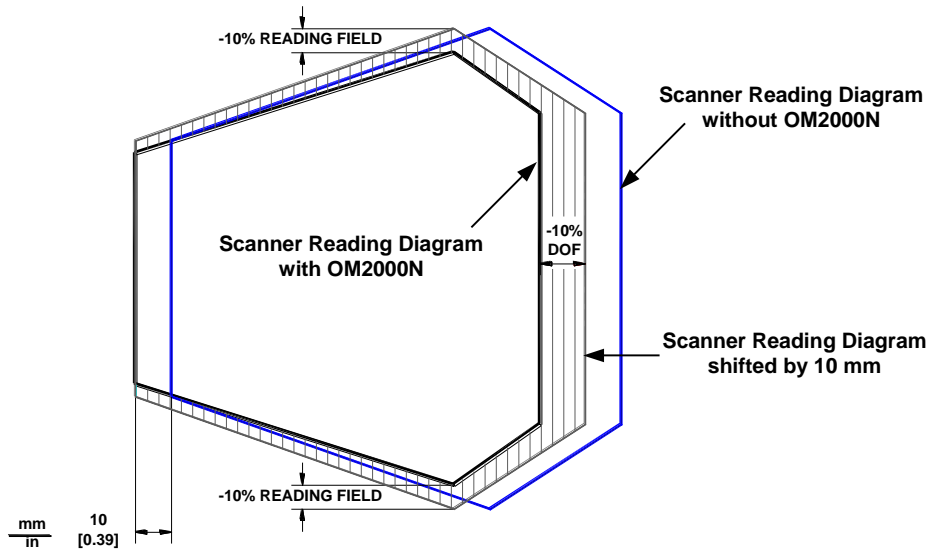 -10% READING FIELD
Scanner Reading Diagram
without OM2000N
-10%
DOF
Scanner Reading Diagram
with OM2000N
Scanner Reading Diagram
shifted by 10 mm
-10% READING FIELD
mm
in
10
[0.39]